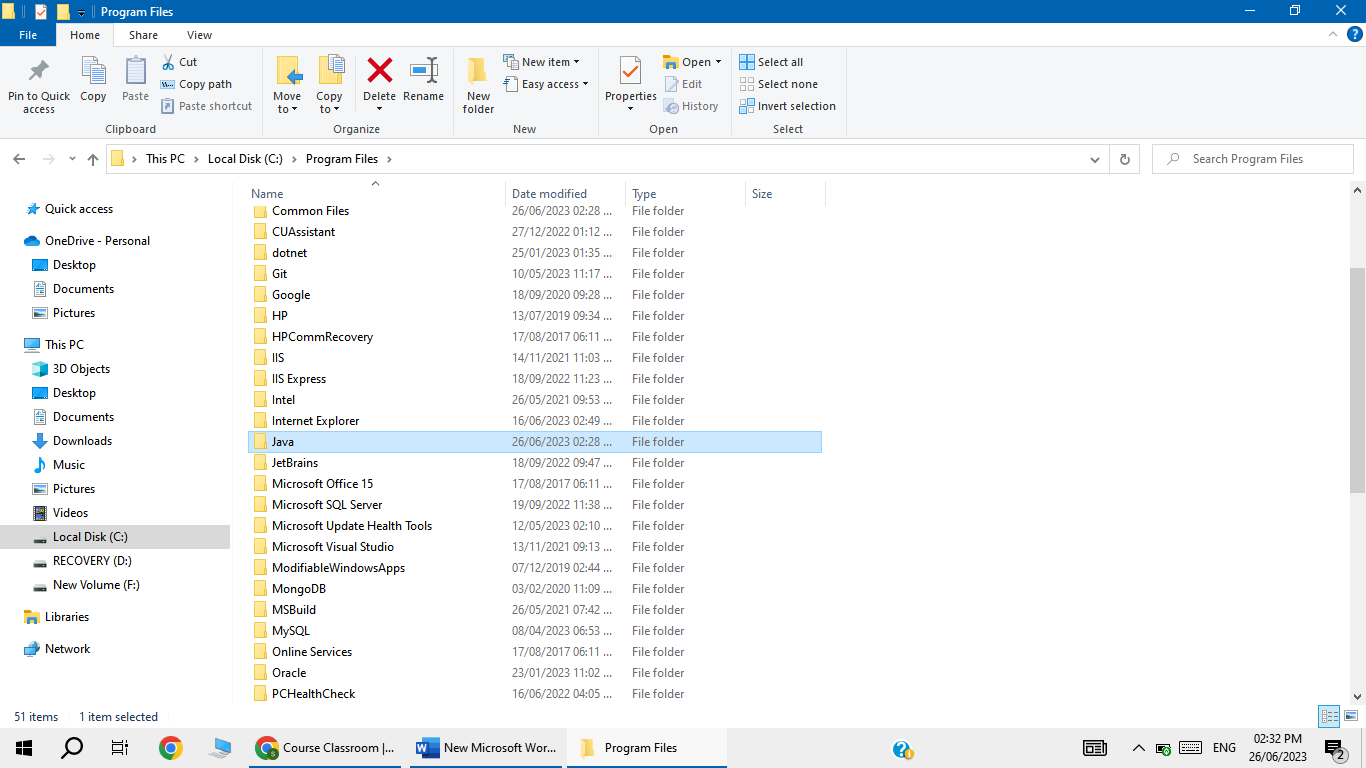 Program Files
File Home Share View
Pin to Quick access
Copy
Paste
Cut
Copy path
Paste shortcut
Clipboard
Move to
Copy to
Delete
Rename
Organize
New folder
New item
Easy access
New
Properties
Open
Edit
History
Open
Select all
Select none
Invert selection
Select
This PC > Local Disk (C:) > Program Files >
Search Program Files
Quick access
OneDrive - Personal
Desktop
Documents
Pictures
This PC
3D Objects
Desktop
Documents
Downloads
Music
Pictures
Videos
Local Disk (C:)
RECOVERY (D:)
New Volume (F:)
Libraries
Network
Name Date modified Type Size
Common Files 26/06/2023 02:28 ... File folder
CUAssistant 27/12/2022 01:12 ... File folder
dotnet 25/01/2023 01:35 ... File folder
Git 10/05/2023 11:17 ... File folder
Google 18/09/2020 09:28 ... File folder
HP 13/07/2019 09:34 ... File folder
HPCommRecovery 17/08/2017 06:11 ... File folder
IIS 14/11/2021 11:03 ... File folder
IIS Express 18/09/2022 11:23 ... File folder
Intel 26/05/2021 09:53 ... File folder
Internet Explorer 16/06/2023 02:49 ... File folder
Java 26/06/2023 02:28 ... File folder
JetBrains 18/09/2022 09:47 ... File folder
Microsoft Office 15 17/08/2017 06:11 ... File folder
Microsoft SQL Server 19/09/2022 11:38 ... File folder
Microsoft Update Health Tools 12/05/2023 02:10 ... File folder
Microsoft Visual Studio 13/11/2021 09:13 ... File folder
ModifiableWindowsApps 07/12/2019 02:44 ... File folder
MongoDB 03/02/2020 11:09 ... File folder
MSBuild 26/05/2021 07:42 ... File folder
MySQL 08/04/2023 06:53 ... File folder
Online Services 17/08/2017 06:11 ... File folder
Oracle 23/01/2023 11:02 ... File folder
PCHealthCheck 16/06/2022 04:05 ... File folder
51 items 1 item selected
Course Classroom |...
New Microsoft Wor...
Program Files
ENG
02:32 PM
26/06/2023
2